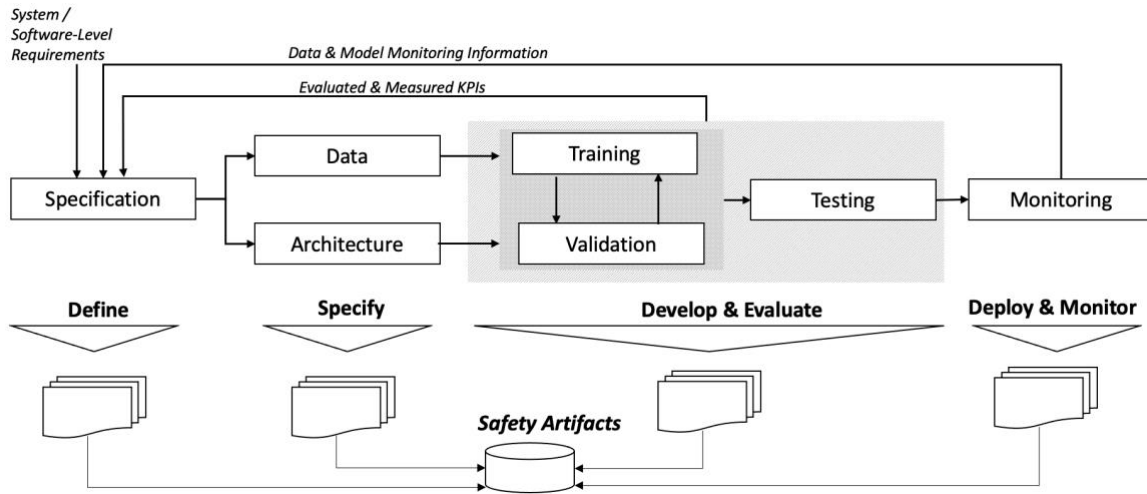 System /
Software-Level
Requirements
Data & Model Monitoring Information
Evaluated & Measured KPIs
Data
Training
Specification
Testing
Monitoring
Architecture
Validation
Define
Specify
Develop & Evaluate
Deploy & Monitor
Safety Artifacts